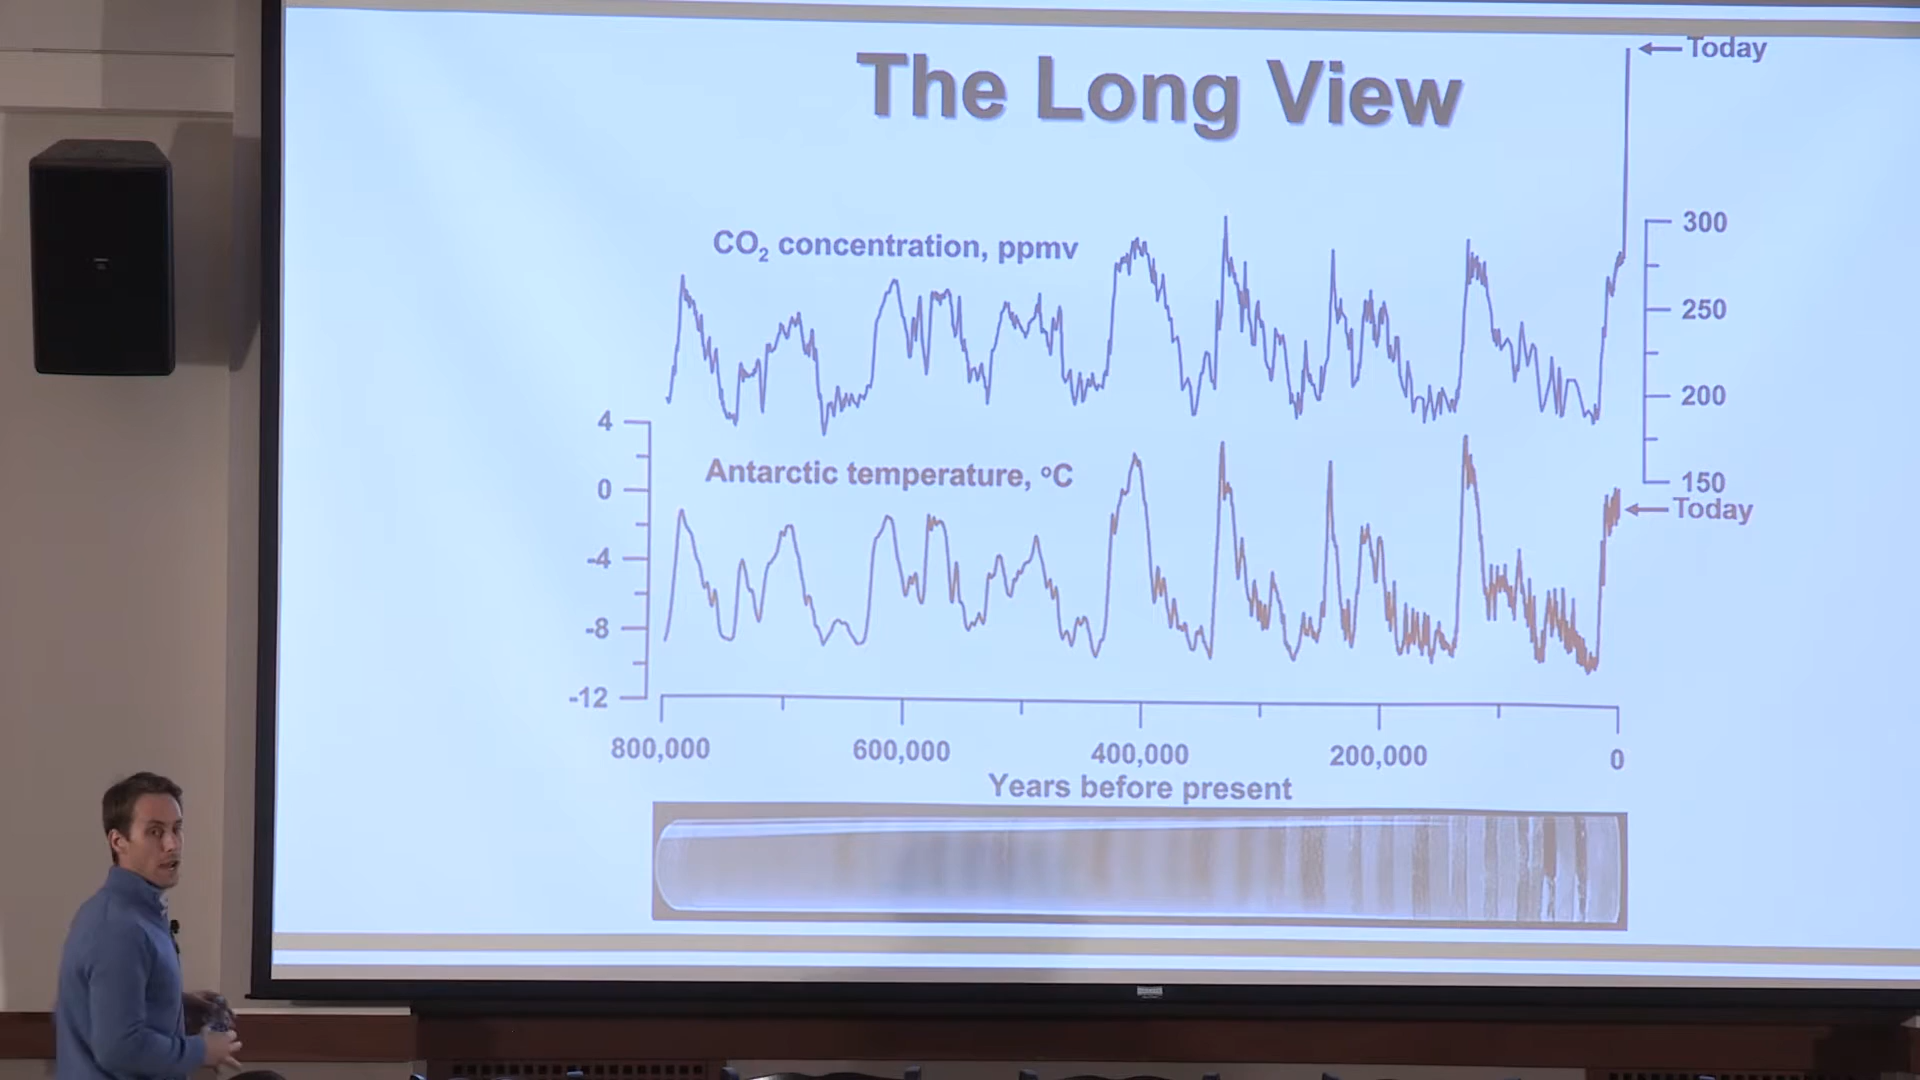 The Long View
Today
CO₂ concentration, ppmv
300
250
200
150
Today
Antarctic temperature, °C
4
0
-4
-8
-12
800,000
600,000
400,000
200,000
0
Years before present